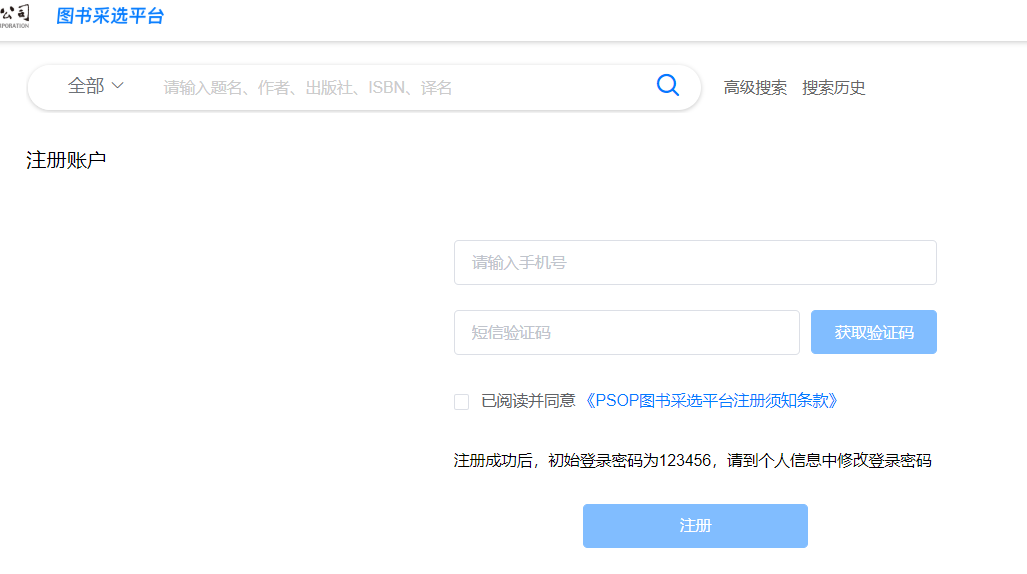 公司
PORATION
图书采选平台
全部
请输入题名、作者、出版社、ISBN、译名
高级搜索 搜索历史
注册账户
请输入手机号
短信验证码
获取验证码
已阅读并同意 《PSOP图书采选平台注册须知条款》
注册成功后，初始登录密码为123456，请到个人信息中修改登录密码
注册